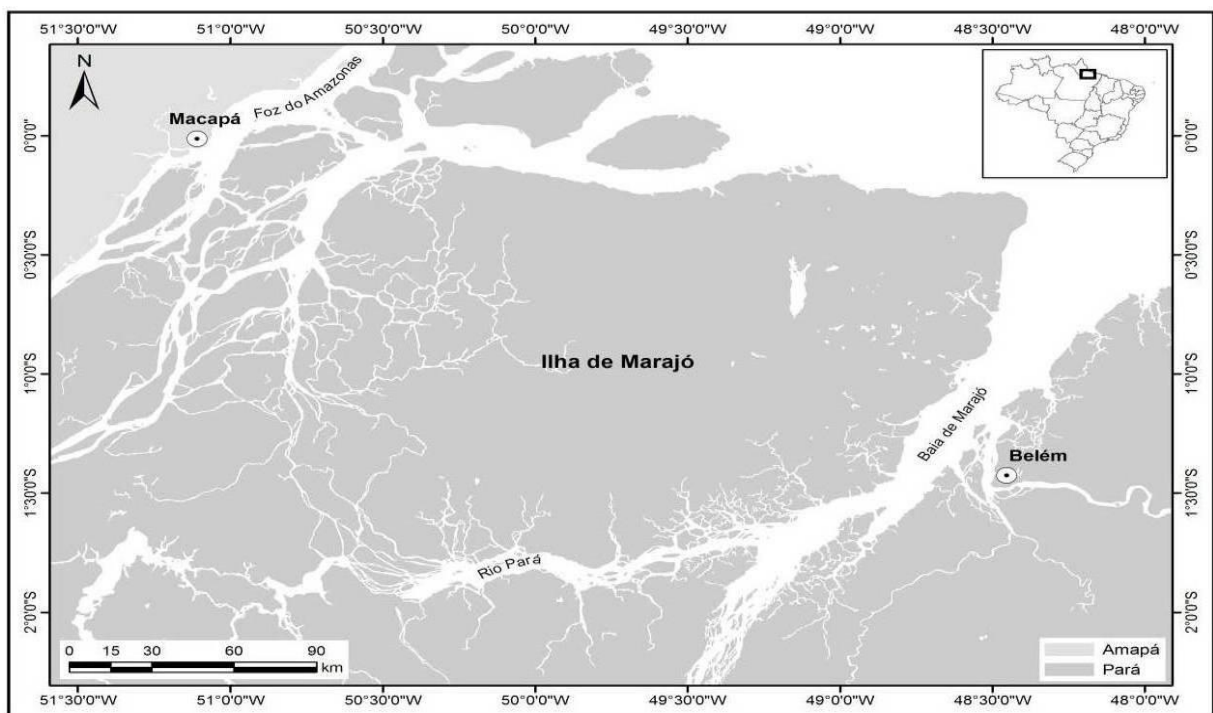 51°30'0"W
51°0'0"W
50°30'0"W
50°0'0"W
49°30'0"W
49°0'0"W
48°30'0"W
48°0'0"W
N
Foz do Amazonas
Macapá
0°0'0"
0°0'0"
0°30'0"S
0°30'0"S
Ilha de Marajó
1°0'0"S
1°0'0"S
Baia de Marajó
Belém
1°30'0"S
1°30'0"S
Rio Pará
2°0'0"S
2°0'0"S
0 15 30 60 90
km
Amapá
Pará
51°30'0"W
51°0'0"W
50°30'0"W
50°0'0"W
49°30'0"W
49°0'0"W
48°30'0"W
48°0'0"W